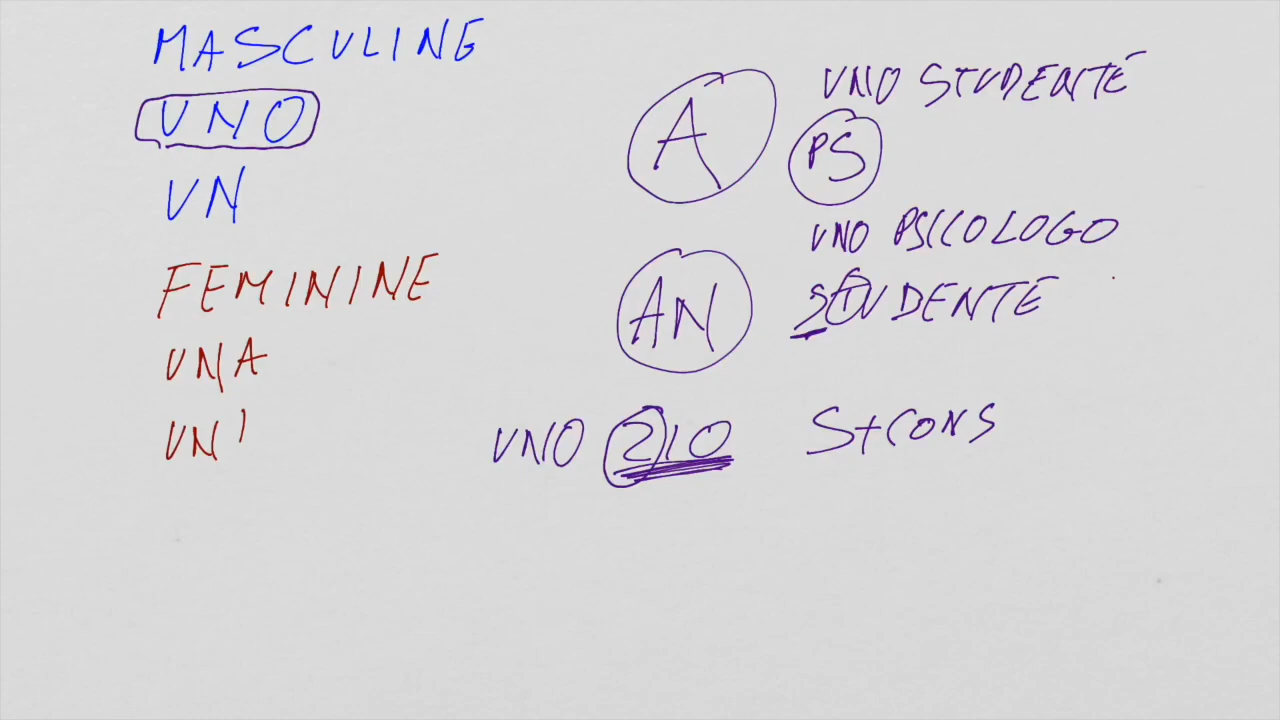 MASCULINE
UNO
UN
FEMININE
UNA
UN'
A
UNO STUDENTE
PS
UNO PSICOLOGO
AN
STUDENTE
UNO ZIO
S+CONS